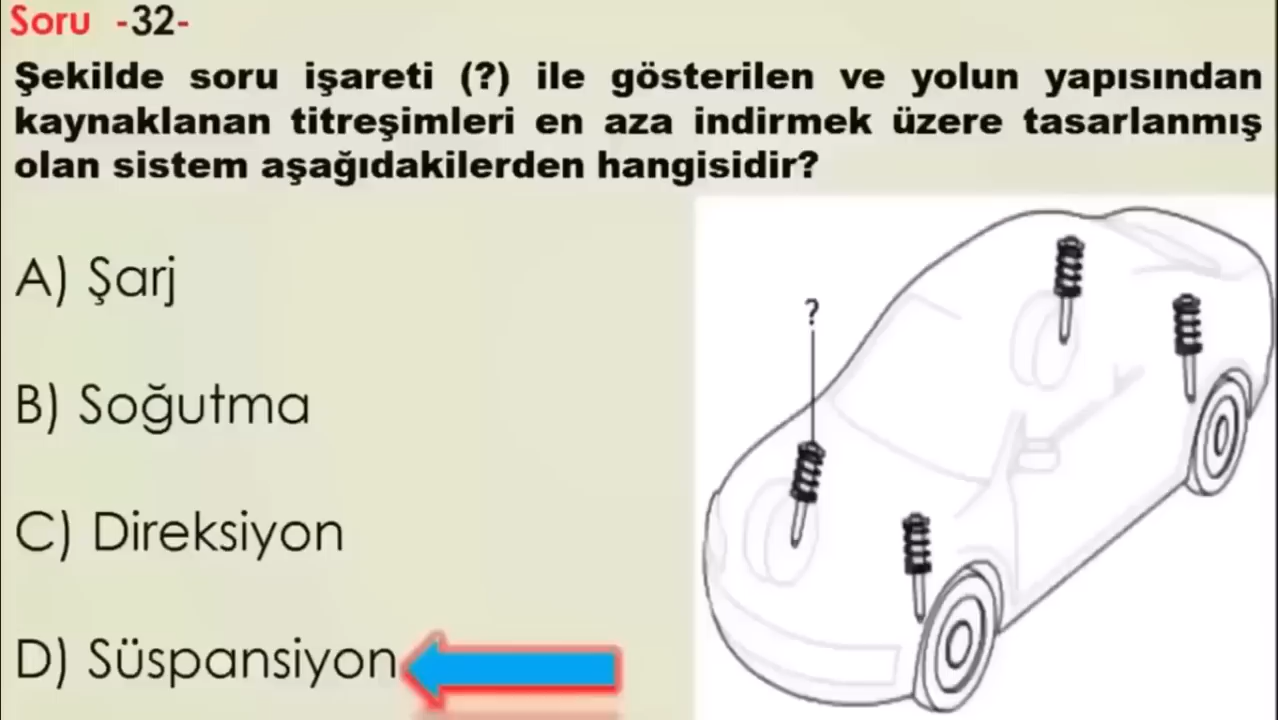 Soru -32-
Şekilde soru işareti (?) ile gösterilen ve yolun yapısından
kaynaklanan titreşimleri en aza indirmek üzere tasarlanmış
olan sistem aşağıdakilerden hangisidir?
A) Şarj
?
B) Soğutma
C) Direksiyon
D) Süspansiyon